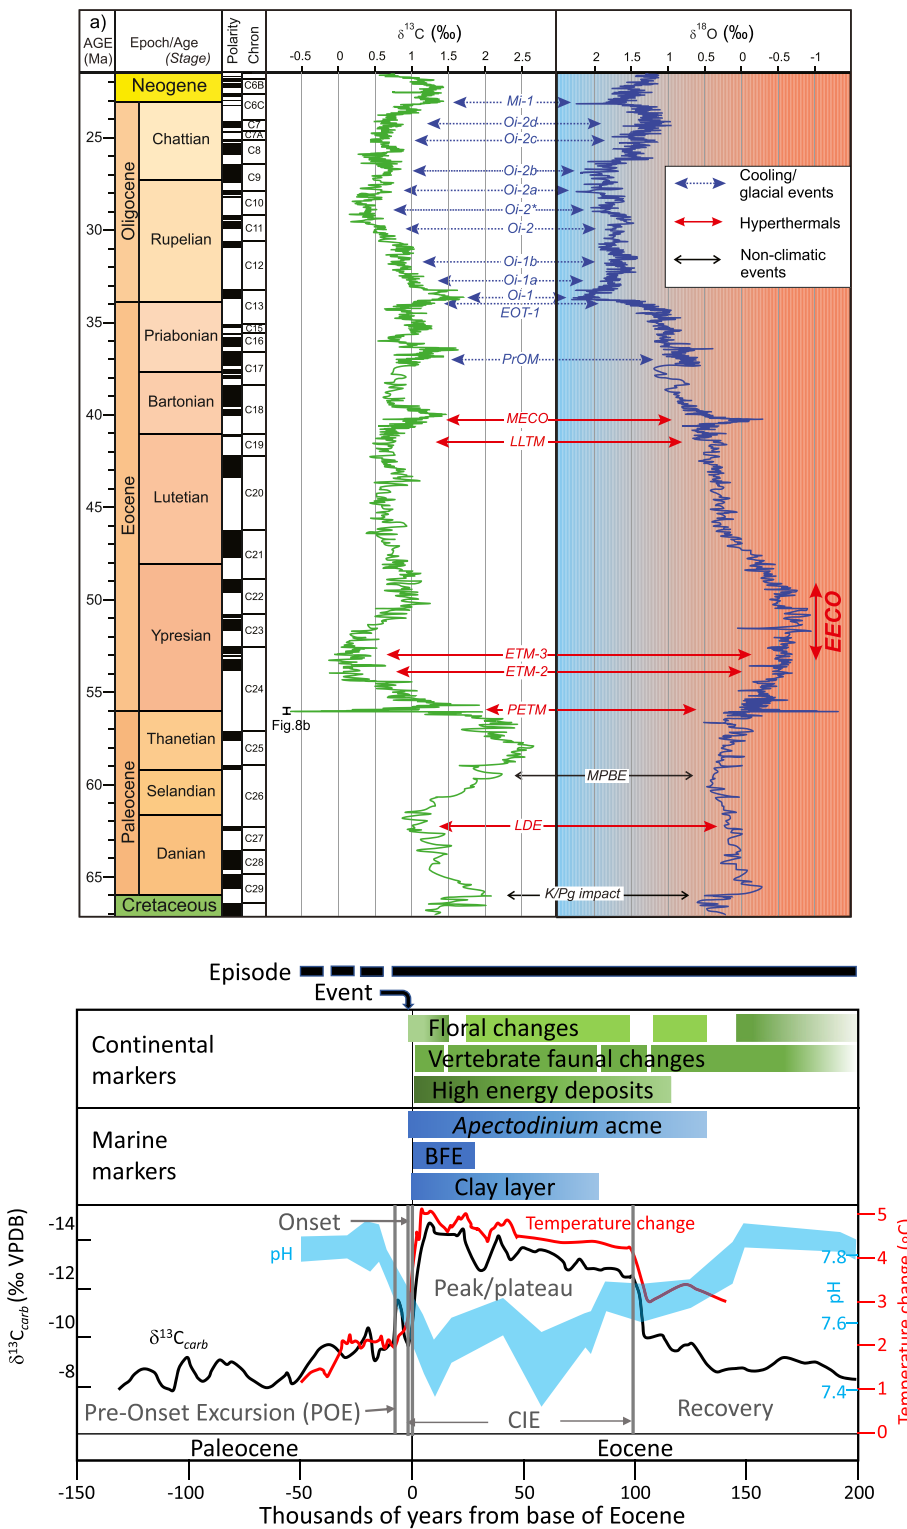 a)
AGE
(Ma)
Epoch/Age
(Stage)
Polarity
Chron
δ13C (‰)
-0.5 0 0.5 1 1.5 2 2.5
δ18O (‰)
2 1.5 1 0.5 0 -0.5 -1
Neogene
Oligocene
Chattian
Rupelian
Eocene
Priabonian
Bartonian
Lutetian
Ypresian
Paleocene
Thanetian
Selandian
Danian
Cretaceous
25
30
35
40
45
50
55
60
65
C6B
C6C
C7
C7A
C8
C9
C10
C11
C12
C13
C15
C16
C17
C18
C19
C20
C21
C22
C23
C24
C25
C26
C27
C28
C29
Mi-1
Oi-2d
Oi-2c
Oi-2b
Oi-2a
Oi-2*
Oi-2
Oi-1b
Oi-1a
Oi-1
EOT-1
PrOM
MECO
LLTM
ETM-3
ETM-2
PETM
MPBE
LDE
K/Pg impact
EECO
Fig.8b
Cooling/
glacial events
Hyperthermals
Non-climatic
events
Episode
Event
Continental
markers
Floral changes
Vertebrate faunal changes
High energy deposits
Marine
markers
Apectodinium acme
BFE
Clay layer
δ13Ccarb (‰ VPDB)
-14
-12
-10
-8
Onset
Temperature change
pH
Peak/plateau
δ13Ccarb
Pre-Onset Excursion (POE)
CIE
Recovery
7.8
pH
7.6
7.4
5
4
3
2
1
0
Temperature change (°C)
Paleocene
Eocene
-150 -100 -50 0 50 100 150 200
Thousands of years from base of Eocene